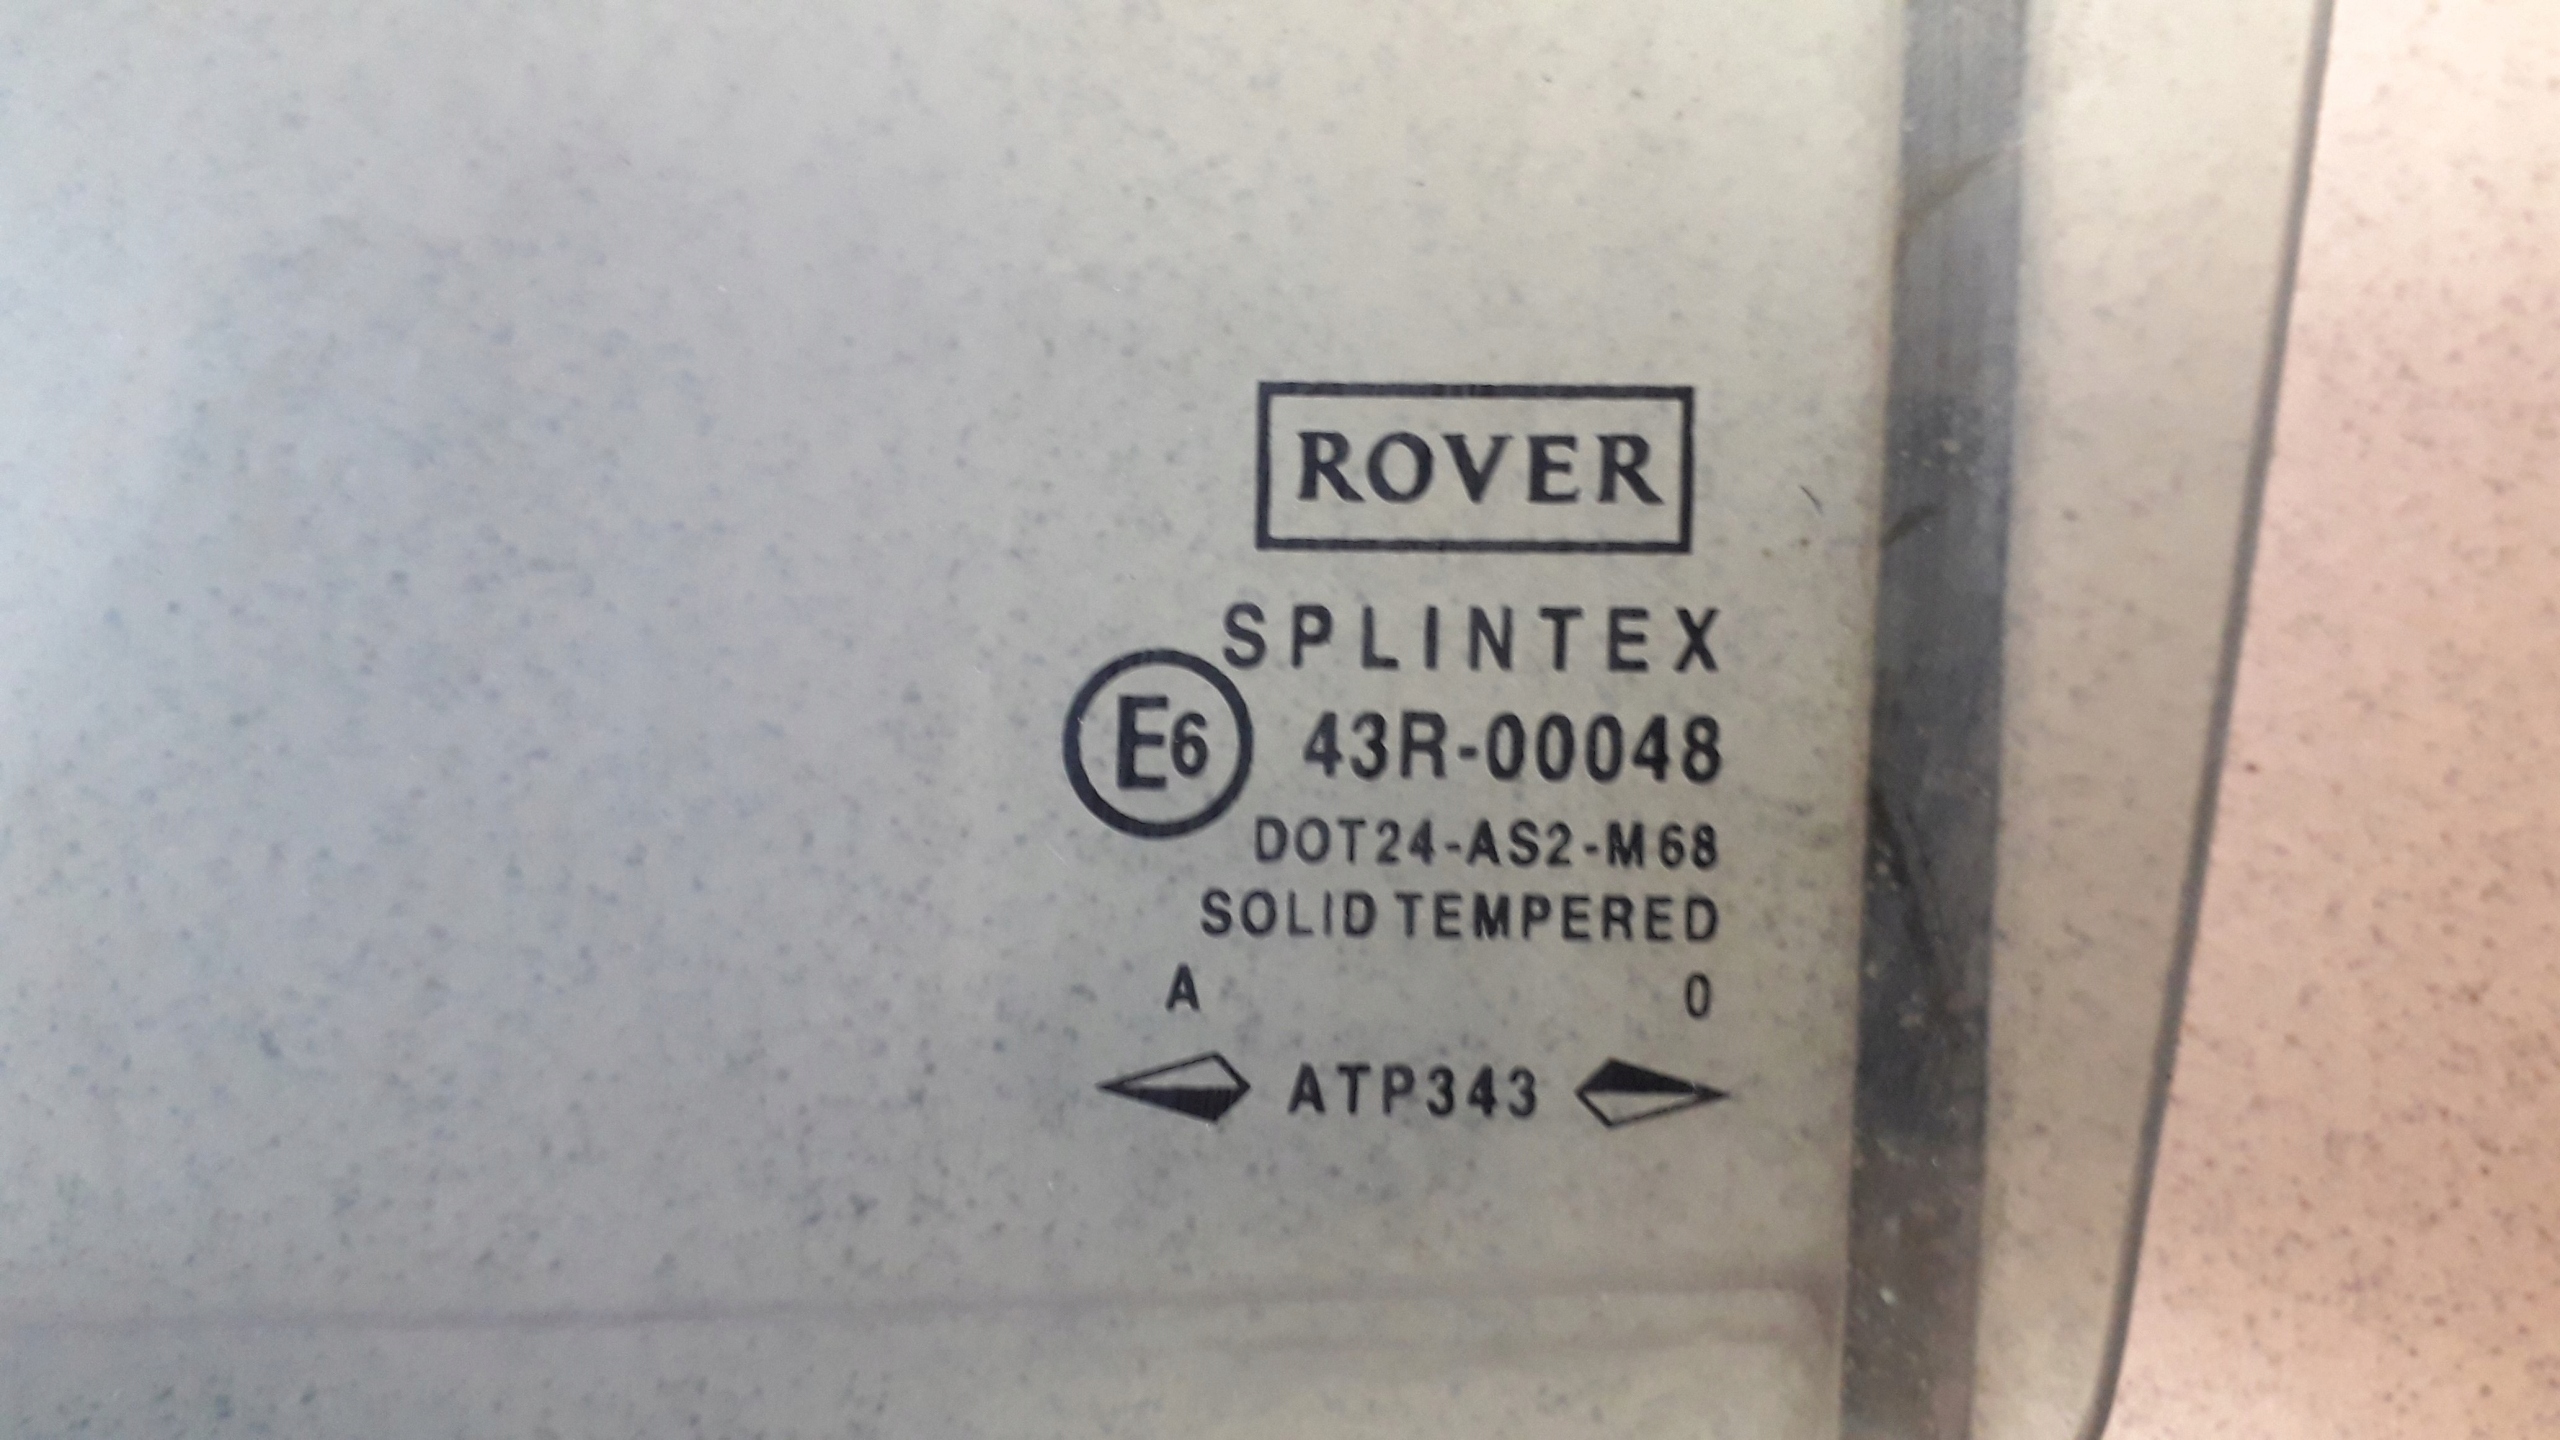 ROVER
SPLINTEX
E6 43R-00048
DOT24-AS2-M68
SOLID TEMPERED
A 0
ATP343